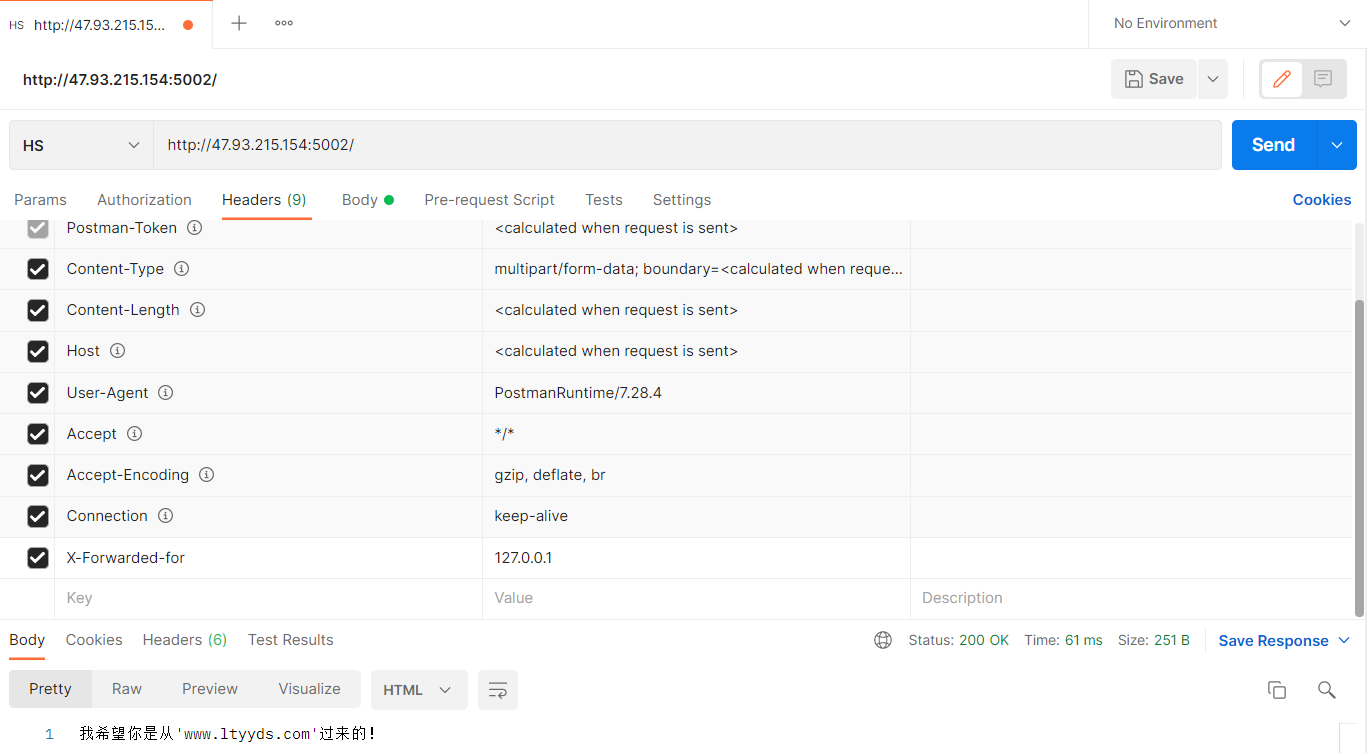 HS http://47.93.215.15...
No Environment
http://47.93.215.154:5002/
Save
HS http://47.93.215.154:5002/ Send
Params Authorization Headers (9) Body Pre-request Script Tests Settings Cookies
Postman-Token <calculated when request is sent>
Content-Type multipart/form-data; boundary=<calculated when reque...
Content-Length <calculated when request is sent>
Host <calculated when request is sent>
User-Agent PostmanRuntime/7.28.4
Accept */*
Accept-Encoding gzip, deflate, br
Connection keep-alive
X-Forwarded-for 127.0.0.1
Key Value Description
Body Cookies Headers (6) Test Results Status: 200 OK Time: 61 ms Size: 251 B Save Response
Pretty Raw Preview Visualize HTML
1 我希望你是从'www.ltyyds.com'过来的!